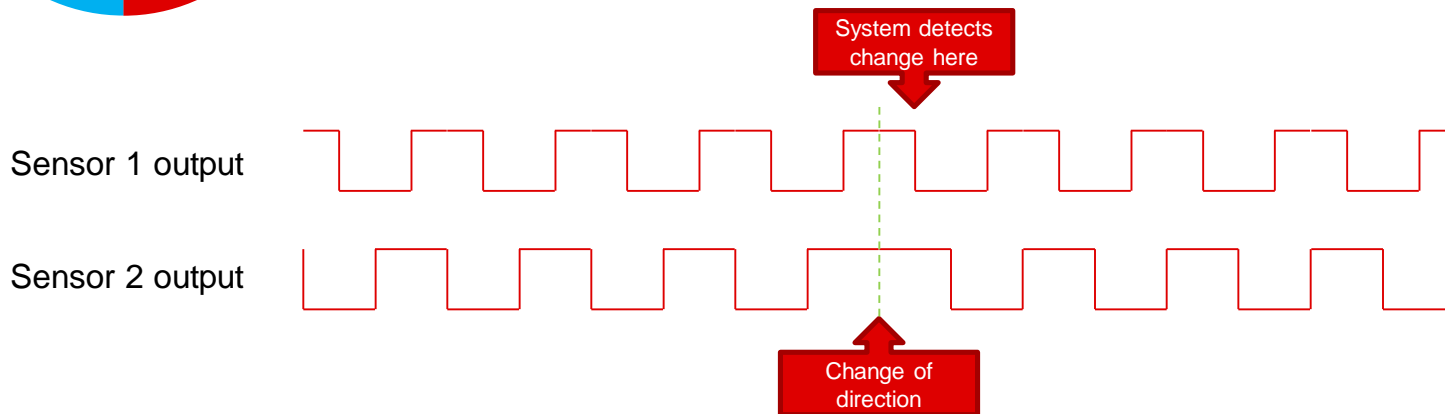 System detects
change here
Sensor 1 output
Sensor 2 output
Change of
direction